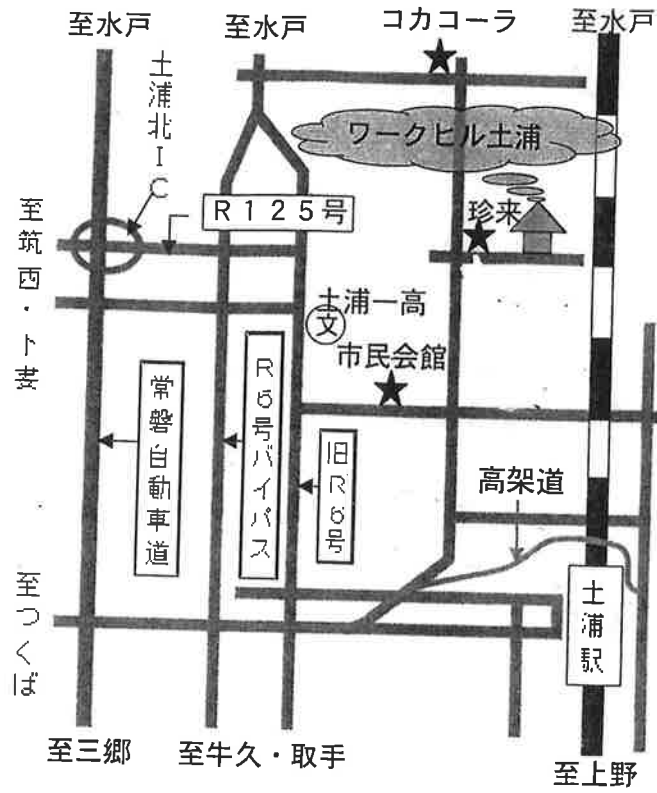 至水戸
至水戸
コカコーラ
至水戸
土浦北IC
ワークヒル土浦
R125号
珍来
至筑西・下妻
土浦一高
文
市民会館
常磐自動車道
R6号バイパス
旧R6号
高架道
至つくば
土浦駅
至三郷
至牛久・取手
至上野